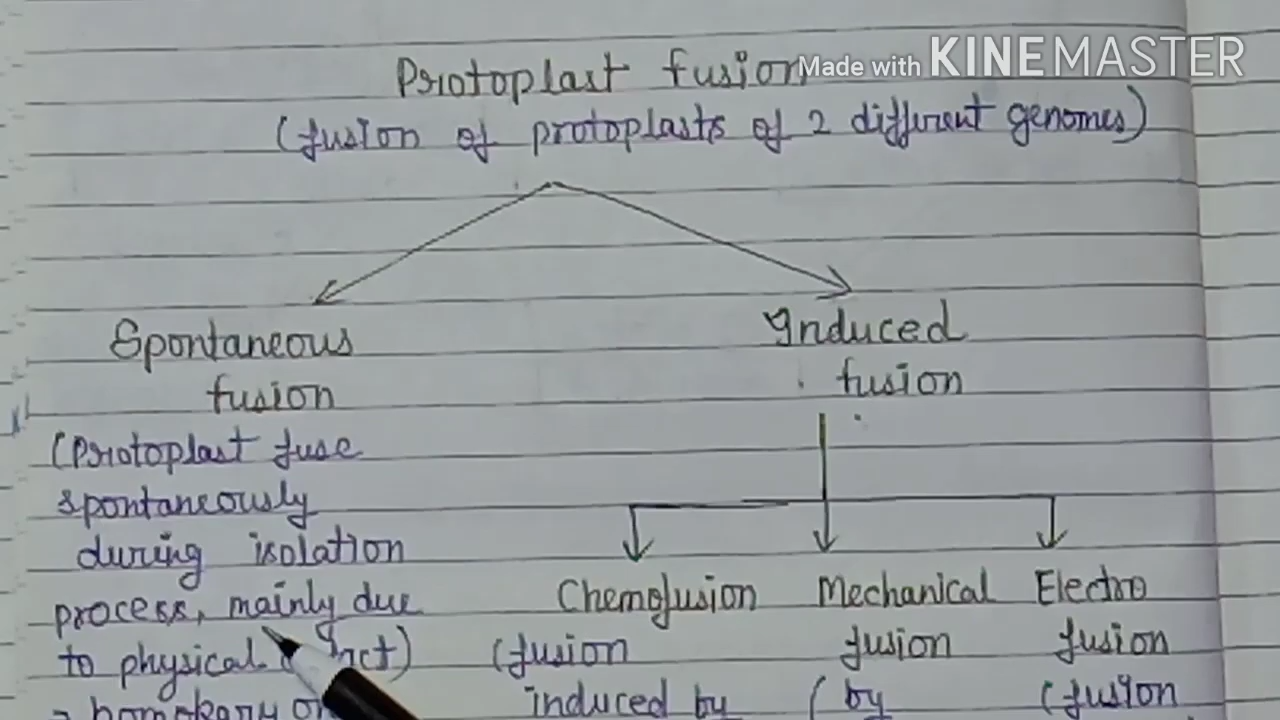 Protoplast fusion
Made with KINEMASTER
(fusion of protoplasts of 2 different genomes)
Spontaneous
fusion
(Protoplast fuse
spontaneously
during isolation
process, mainly due
to physical
Induced
fusion
Chemofusion
(fusion
induced by
Mechanical
fusion
(by
Electro
fusion
(fusion